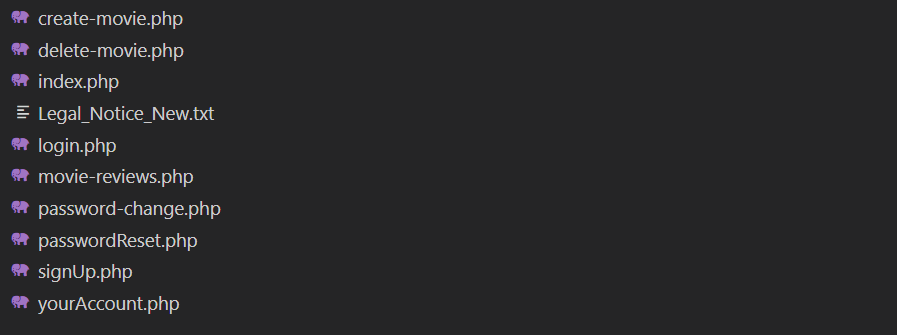 create-movie.php
delete-movie.php
index.php
Legal_Notice_New.txt
login.php
movie-reviews.php
password-change.php
passwordReset.php
signUp.php
yourAccount.php